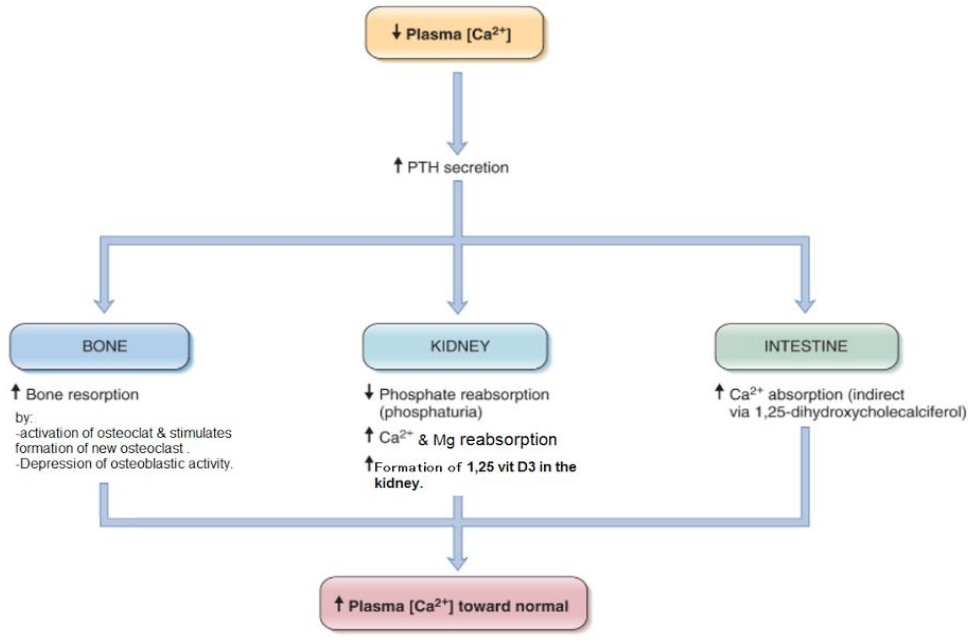 ↓ Plasma [Ca²⁺]
↑ PTH secretion
BONE
↑ Bone resorption
by:
-activation of osteoclat & stimulates
formation of new osteoclast .
-Depression of osteoblastic activity.
KIDNEY
↓ Phosphate reabsorption
(phosphaturia)
↑ Ca²⁺ & Mg reabsorption
↑Formation of 1,25 vit D3 in the
kidney.
INTESTINE
↑ Ca²⁺ absorption (indirect
via 1,25-dihydroxycholecalciferol)
↑ Plasma [Ca²⁺] toward normal